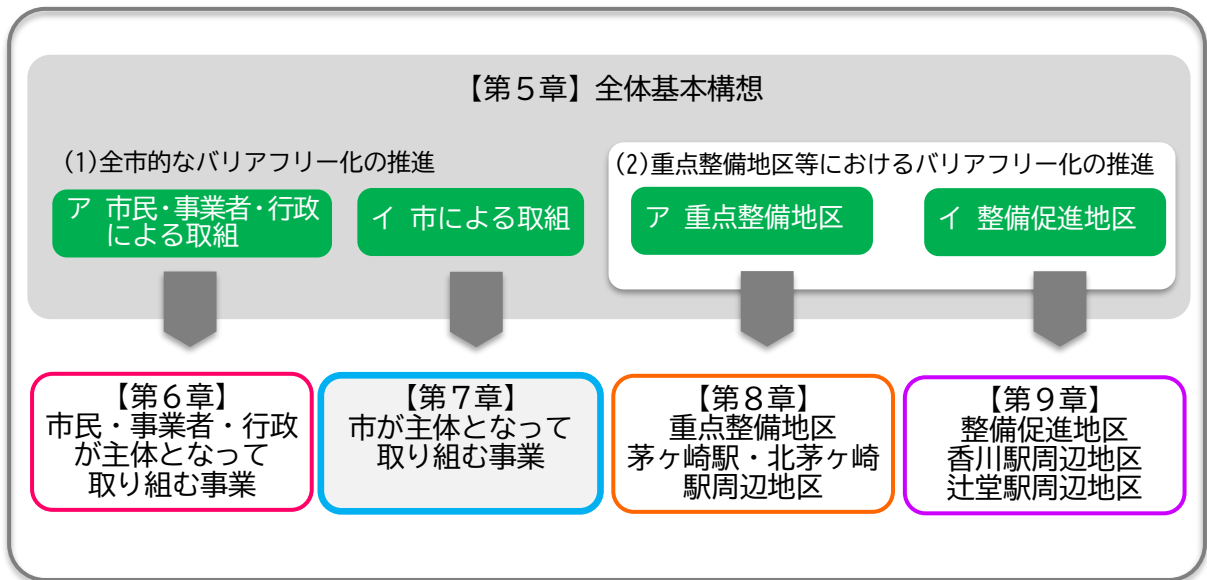 【第５章】全体基本構想
(1)全市的なバリアフリー化の推進
ア 市民・事業者・行政
による取組
イ 市による取組
(2)重点整備地区等におけるバリアフリー化の推進
ア 重点整備地区
イ 整備促進地区
【第６章】
市民・事業者・行政
が主体となって
取り組む事業
【第７章】
市が主体となって
取り組む事業
【第８章】
重点整備地区
茅ヶ崎駅・北茅ヶ崎
駅周辺地区
【第９章】
整備促進地区
香川駅周辺地区
辻堂駅周辺地区